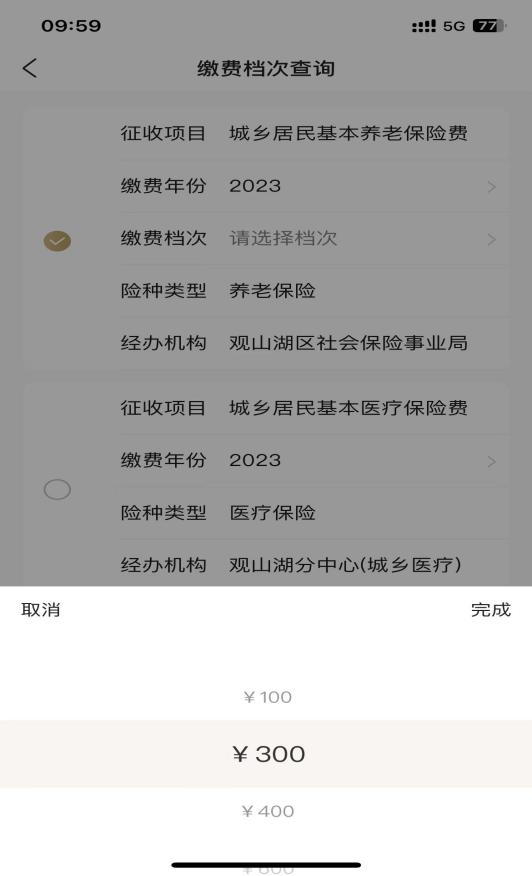 09:59 5G 77
缴费档次查询
征收项目 城乡居民基本养老保险费
缴费年份 2023
缴费档次 请选择档次
险种类型 养老保险
经办机构 观山湖区社会保险事业局
征收项目 城乡居民基本医疗保险费
缴费年份 2023
险种类型 医疗保险
经办机构 观山湖分中心(城乡医疗)
取消 完成
￥100
￥300
￥400